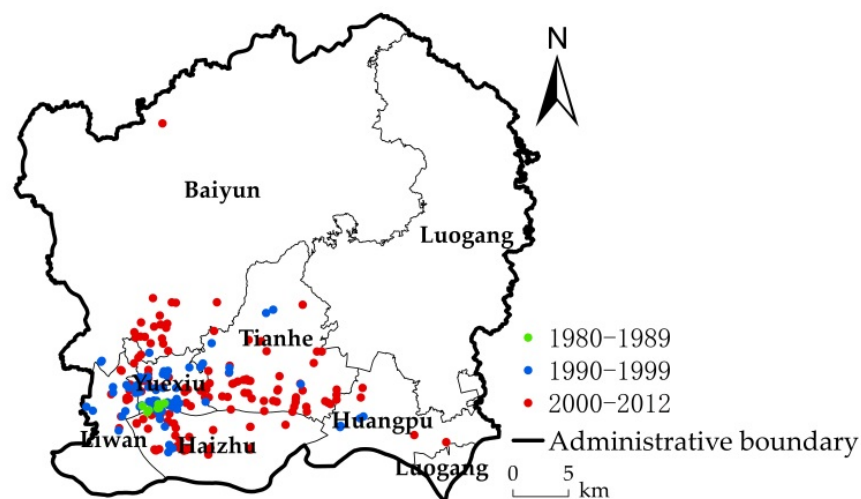 N
Baiyun
Luogang
Tianhe
Yuexiu
Huangpu
Liwan
Haizhu
Luogang
1980-1989
1990-1999
2000-2012
Administrative boundary
0 5
km